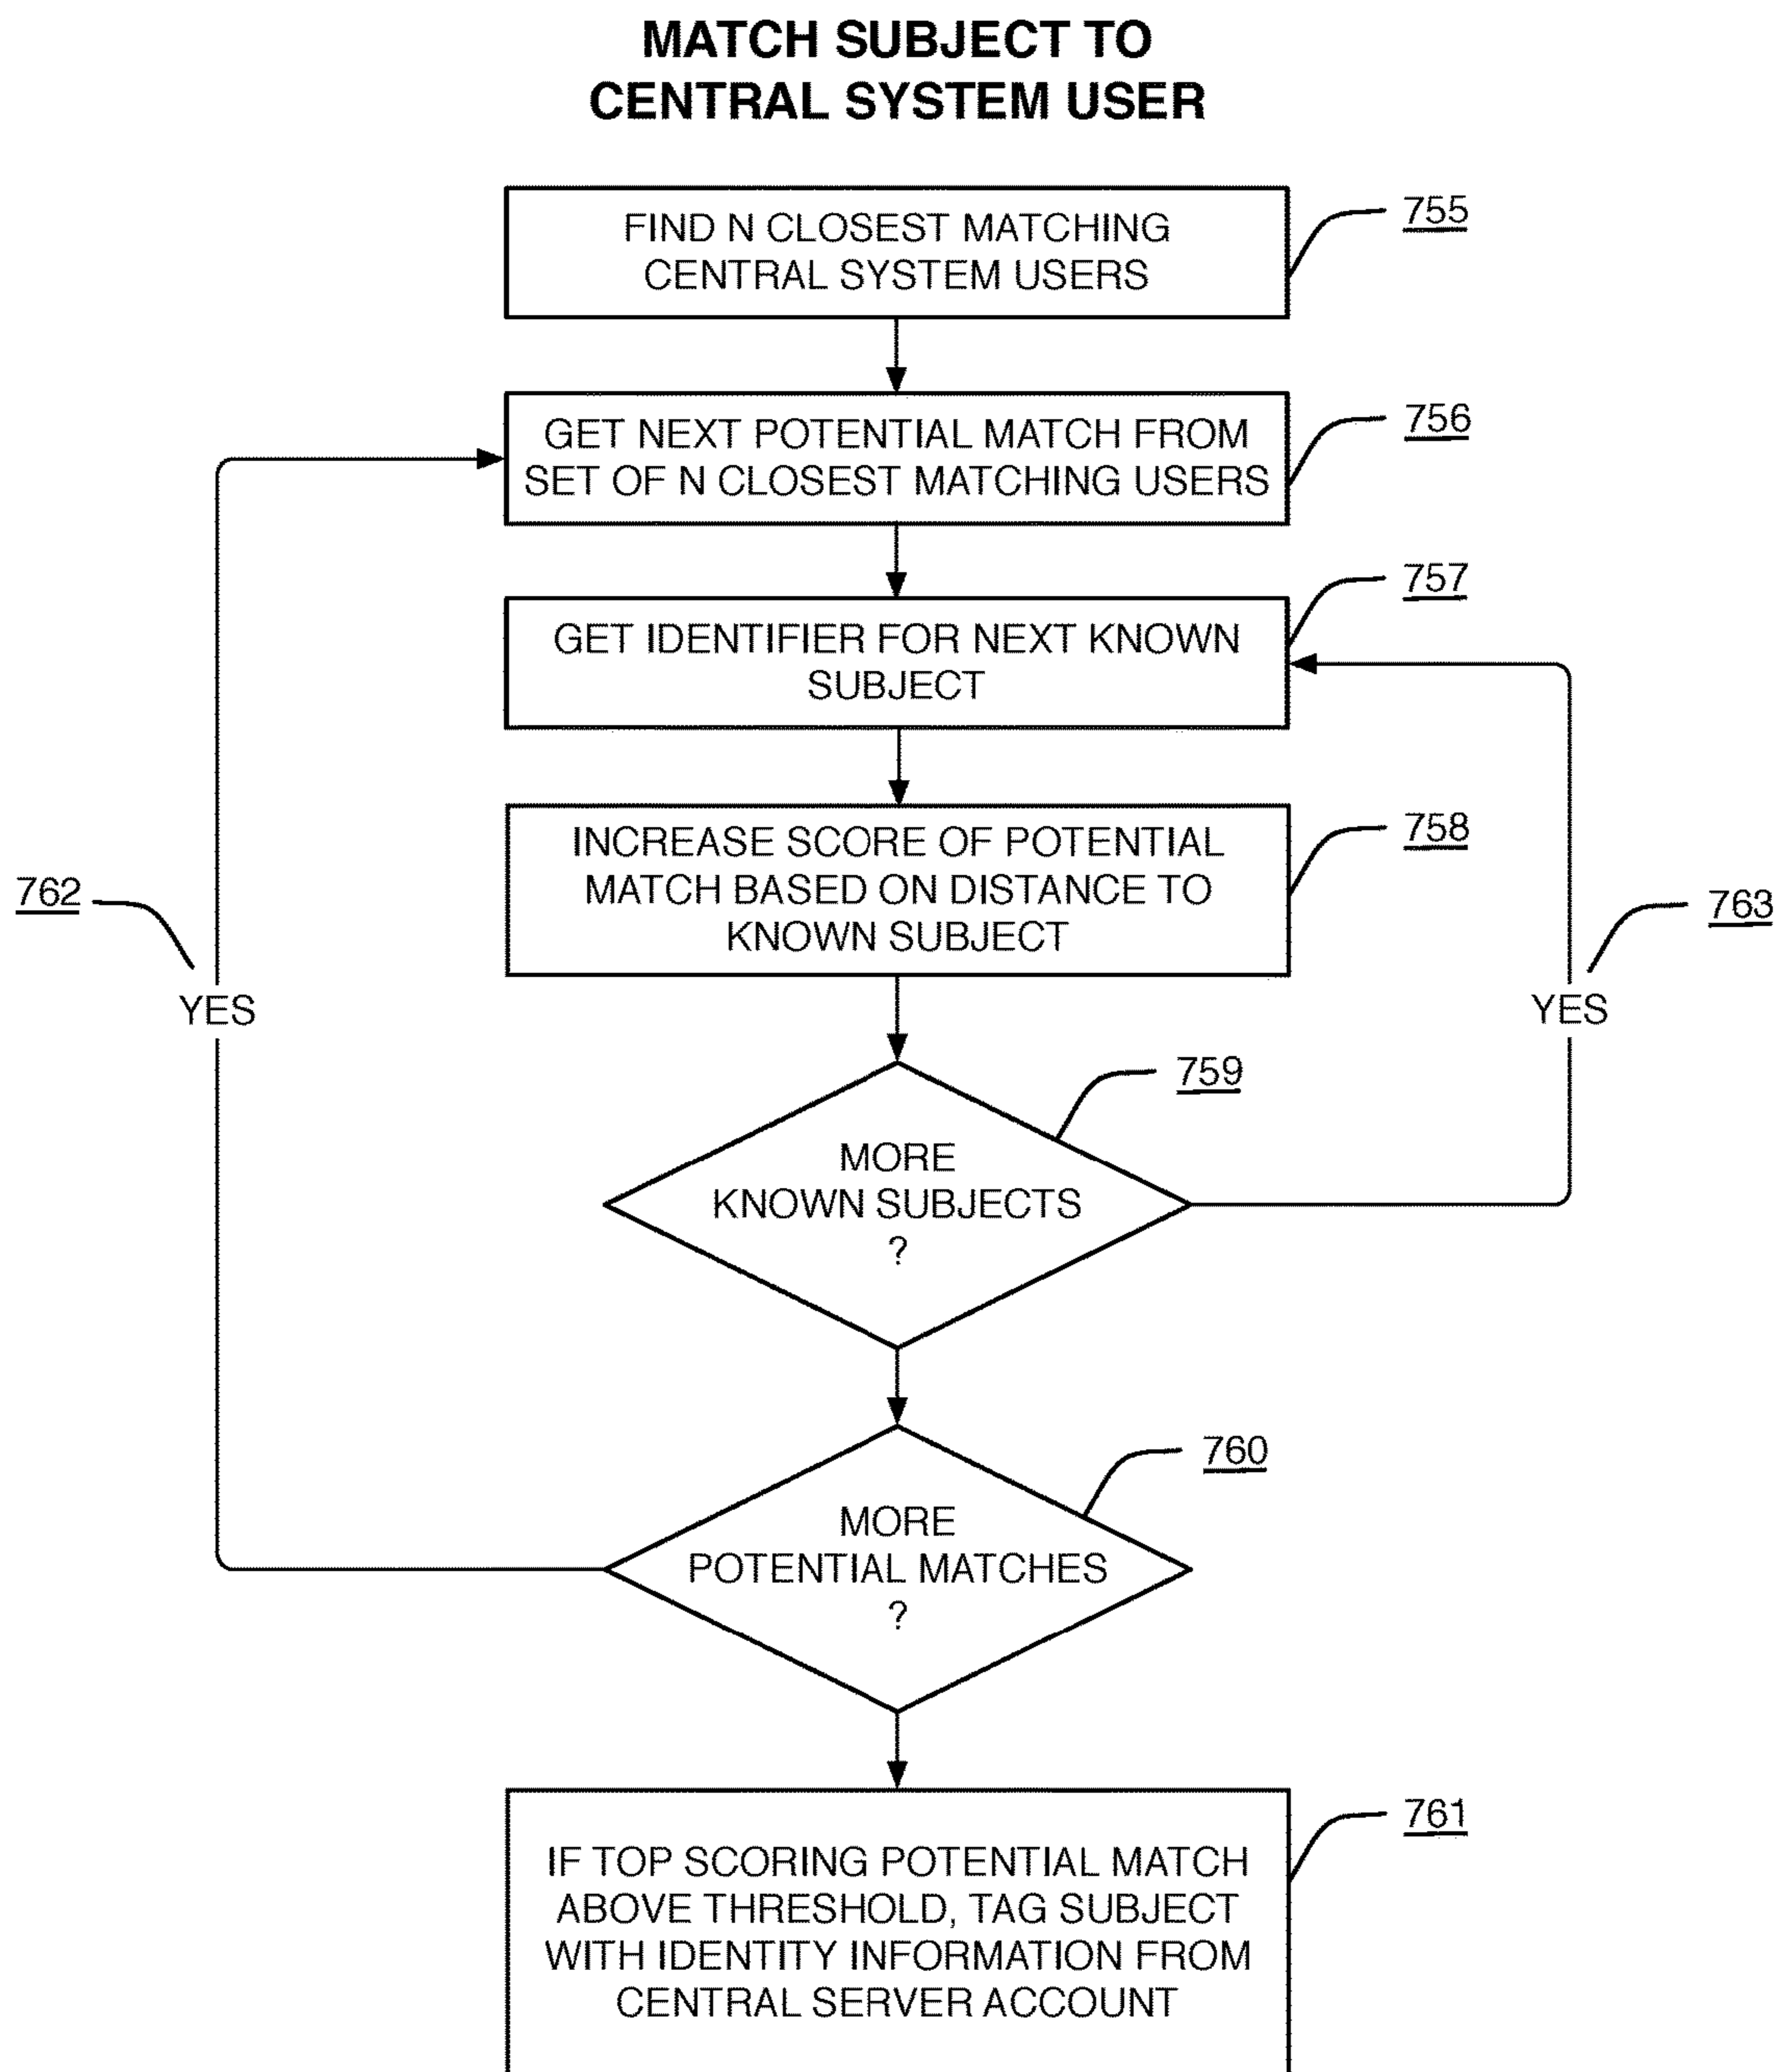 MATCH SUBJECT TO
CENTRAL SYSTEM USER
FIND N CLOSEST MATCHING
CENTRAL SYSTEM USERS
755
GET NEXT POTENTIAL MATCH FROM
SET OF N CLOSEST MATCHING USERS
756
GET IDENTIFIER FOR NEXT KNOWN
SUBJECT
757
INCREASE SCORE OF POTENTIAL
MATCH BASED ON DISTANCE TO
KNOWN SUBJECT
758
762
YES
763
YES
MORE
KNOWN SUBJECTS
?
759
MORE
POTENTIAL MATCHES
?
760
IF TOP SCORING POTENTIAL MATCH
ABOVE THRESHOLD, TAG SUBJECT
WITH IDENTITY INFORMATION FROM
CENTRAL SERVER ACCOUNT
761